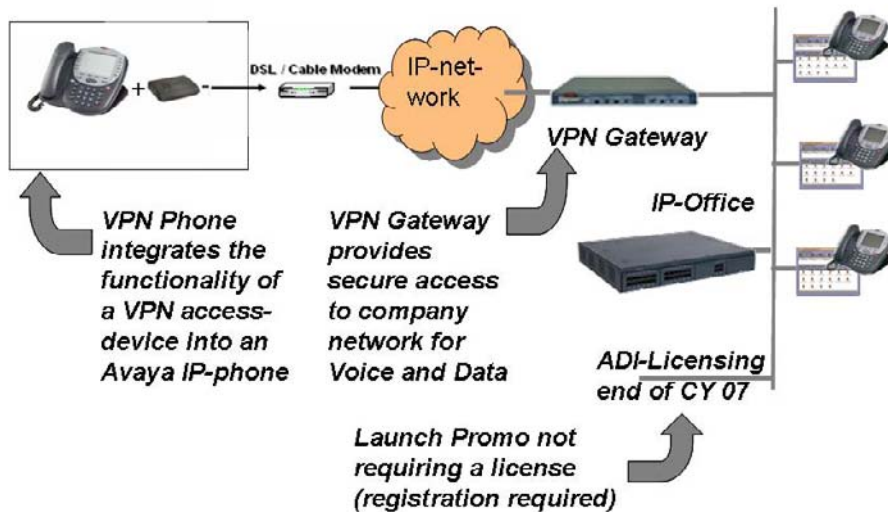 DSL / Cable Modem
+
IP-net-
work
VPN Gateway
IP-Office
VPN Phone
integrates the
functionality of
a VPN access-
device into an
Avaya IP-phone
VPN Gateway
provides
secure access
to company
network for
Voice and Data
ADI-Licensing
end of CY 07
Launch Promo not
requiring a license
(registration required)